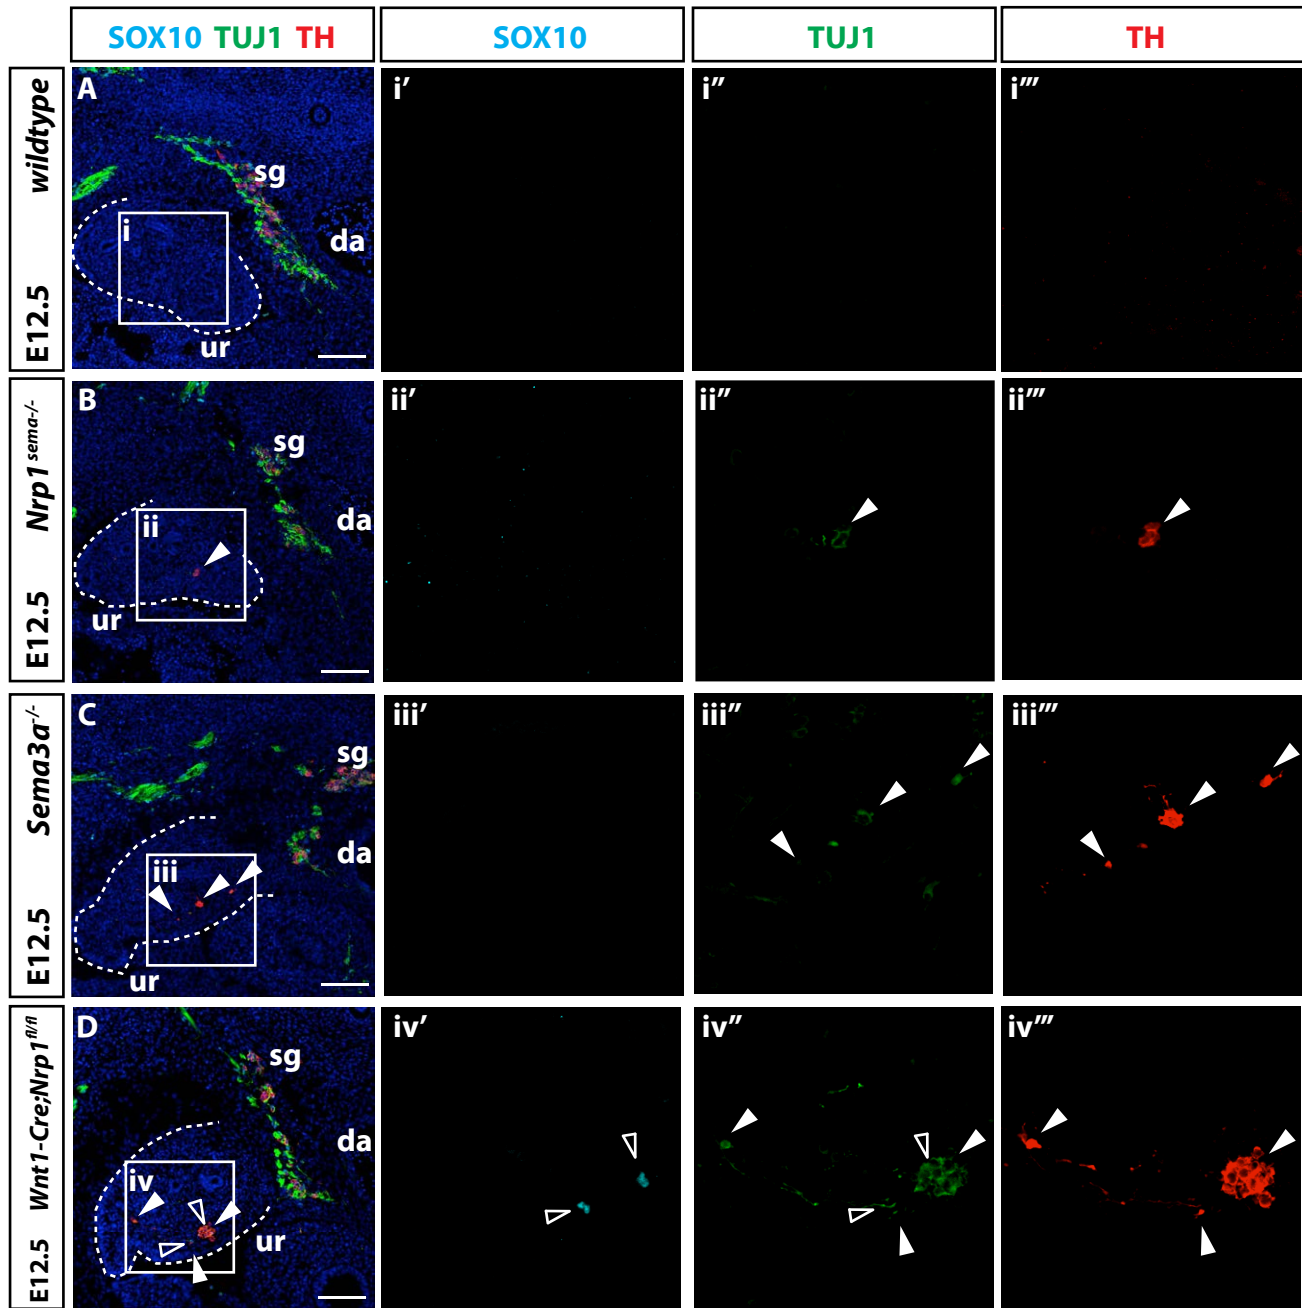 SOX10 TUJ1 TH
SOX10
TUJ1
TH
wildtype
E12.5
A
sg
da
i
ur
i'
i''
i'''
Nrp1 sema-/-
E12.5
B
sg
da
ii
ur
ii'
ii''
ii'''
Sema3a-/-
E12.5
C
sg
da
iii
ur
iii'
iii''
iii'''
Wnt1-Cre;Nrp1fl/fl
E12.5
D
sg
da
iv
ur
iv'
iv''
iv'''